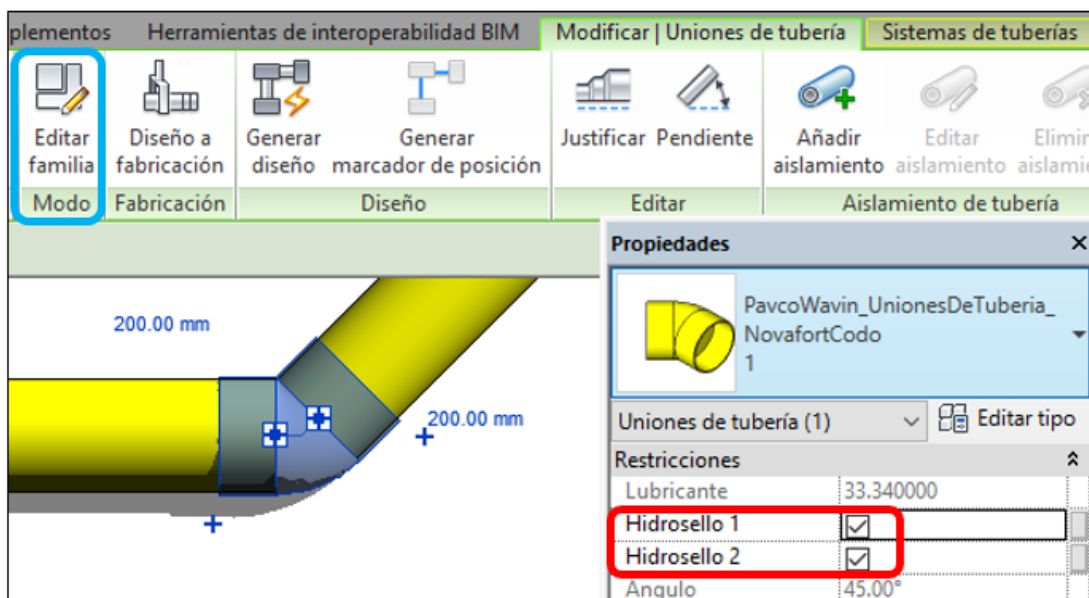 plementos Herramientas de interoperabilidad BIM Modificar | Uniones de tubería Sistemas de tuberías
Editar familia
Diseño a fabricación
Generar diseño
Generar marcador de posición
Justificar
Pendiente
Añadir aislamiento
Editar aislamiento
Elimin aislamie
Modo Fabricación Diseño Editar Aislamiento de tubería
Propiedades
PavcoWavin_UnionesDeTuberia_
NovafortCodo
1
200.00 mm
200.00 mm
Uniones de tubería (1) Editar tipo
Restricciones
Lubricante 33.340000
Hidrosello 1
Hidrosello 2
Angulo 45.00°